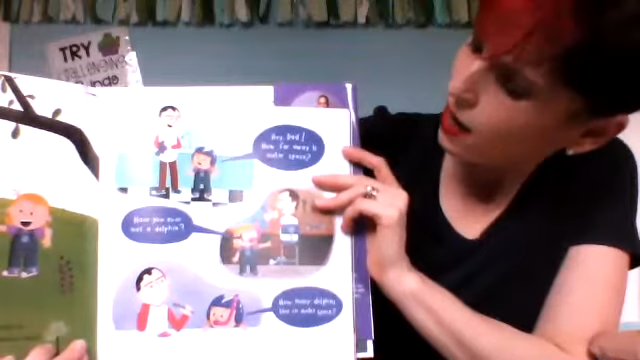 TRY
challenging
Hey, Dad!
How far away is
outer space?
Have you ever
met a dolphin?
How many dolphins
live in outer space?